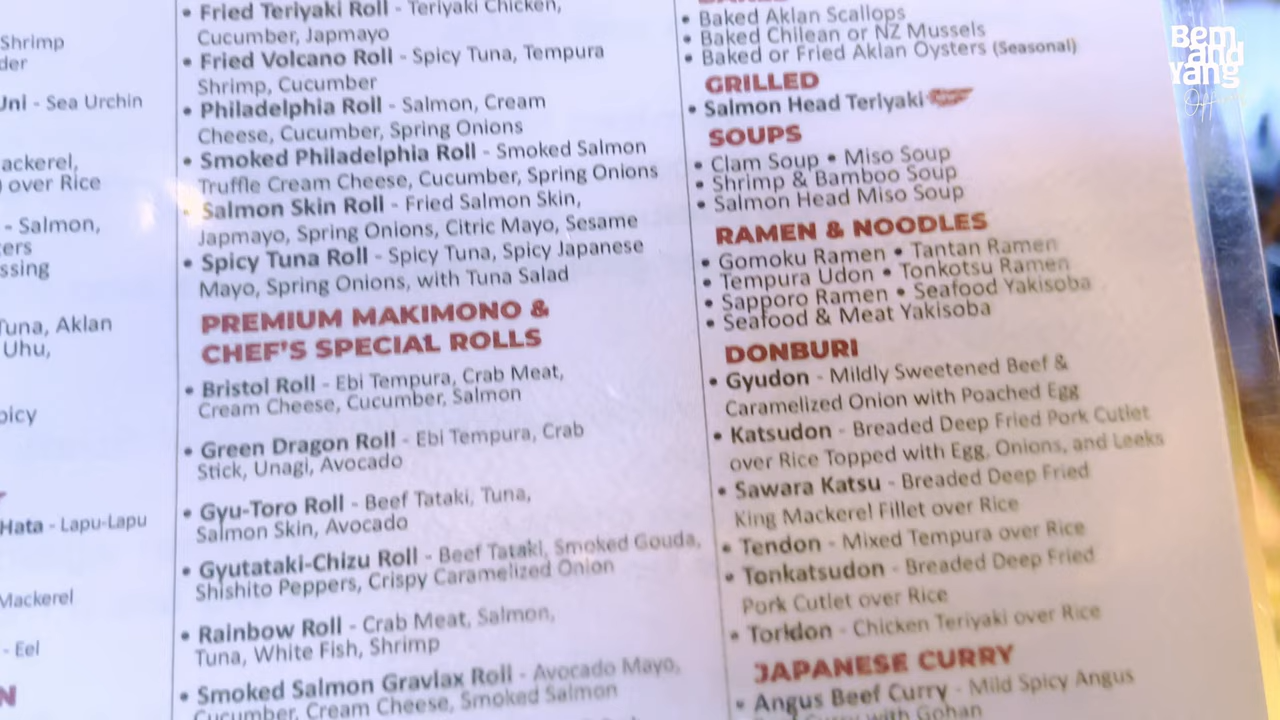 Shrimp
der
Uni - Sea Urchin
ackerel,
) over Rice
- Salmon,
ers
ssing
Tuna, Aklan
Uhu,
picy
Hata - Lapu-Lapu
Mackerel
- Eel
N
• Fried Teriyaki Roll - Teriyaki Chicken,
Cucumber, Japmayo
• Fried Volcano Roll - Spicy Tuna, Tempura
Shrimp, Cucumber
• Philadelphia Roll - Salmon, Cream
Cheese, Cucumber, Spring Onions
• Smoked Philadelphia Roll - Smoked Salmon
Truffle Cream Cheese, Cucumber, Spring Onions
• Salmon Skin Roll - Fried Salmon Skin,
Japmayo, Spring Onions, Citric Mayo, Sesame
• Spicy Tuna Roll - Spicy Tuna, Spicy Japanese
Mayo, Spring Onions, with Tuna Salad
PREMIUM MAKIMONO &
CHEF'S SPECIAL ROLLS
• Bristol Roll - Ebi Tempura, Crab Meat,
Cream Cheese, Cucumber, Salmon
• Green Dragon Roll - Ebi Tempura, Crab
Stick, Unagi, Avocado
• Gyu-Toro Roll - Beef Tataki, Tuna,
Salmon Skin, Avocado
• Gyutataki-Chizu Roll - Beef Tataki, Smoked Gouda,
Shishito Peppers, Crispy Caramelized Onion
• Rainbow Roll - Crab Meat, Salmon,
Tuna, White Fish, Shrimp
• Smoked Salmon Gravlax Roll - Avocado Mayo,
Cucumber, Cream Cheese, Smoked Salmon
• Baked Aklan Scallops
• Baked Chilean or NZ Mussels
• Baked or Fried Aklan Oysters (Seasonal)
GRILLED
• Salmon Head Teriyaki
SOUPS
• Clam Soup • Miso Soup
• Shrimp & Bamboo Soup
• Salmon Head Miso Soup
RAMEN & NOODLES
• Gomoku Ramen • Tantan Ramen
• Tempura Udon • Tonkotsu Ramen
• Sapporo Ramen • Seafood Yakisoba
• Seafood & Meat Yakisoba
DONBURI
• Gyudon - Mildly Sweetened Beef &
Caramelized Onion with Poached Egg
• Katsudon - Breaded Deep Fried Pork Cutlet
over Rice Topped with Egg, Onions, and Leeks
• Sawara Katsu - Breaded Deep Fried
King Mackerel Fillet over Rice
• Tendon - Mixed Tempura over Rice
• Tonkatsudon - Breaded Deep Fried
Pork Cutlet over Rice
• Toridon - Chicken Teriyaki over Rice
JAPANESE CURRY
• Angus Beef Curry - Mild Spicy Angus
Curry with Gohan
Bem
and
Yang